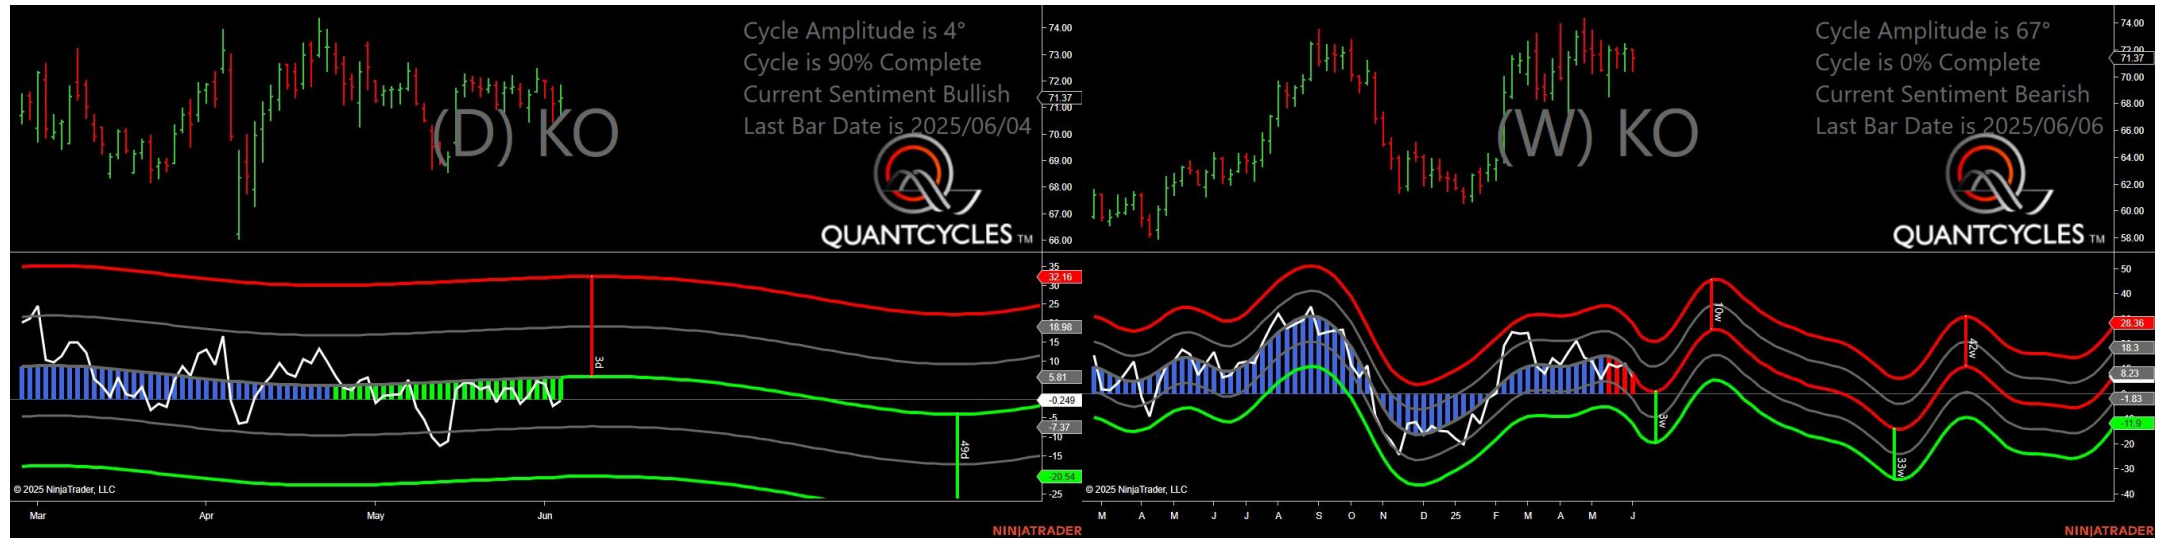 Cycle Amplitude is 4°
Cycle is 90% Complete
Current Sentiment Bullish
Last Bar Date is 2025/06/04
(D) KO
QUANTCYCLES TM
74.00
73.00
72.00
71.37
71.00
70.00
69.00
68.00
67.00
66.00
35
32.16
30
25
18.98
15
10
5.81
-0.249
-5
-7.37
-10
-15
-20.54
-25
3d
49d
© 2025 NinjaTrader, LLC
Mar Apr May Jun
NINJATRADER
Cycle Amplitude is 67°
Cycle is 0% Complete
Current Sentiment Bearish
Last Bar Date is 2025/06/06
(W) KO
QUANTCYCLES TM
74.00
72.00
71.37
70.00
68.00
66.00
64.00
62.00
60.00
58.00
50
40
28.36
18.3
8.23
-1.83
-11.9
-20
-30
-40
10w
42w
3w
33w
© 2025 NinjaTrader, LLC
M A M J J A S O N D 25 F M A M J
NINJATRADER